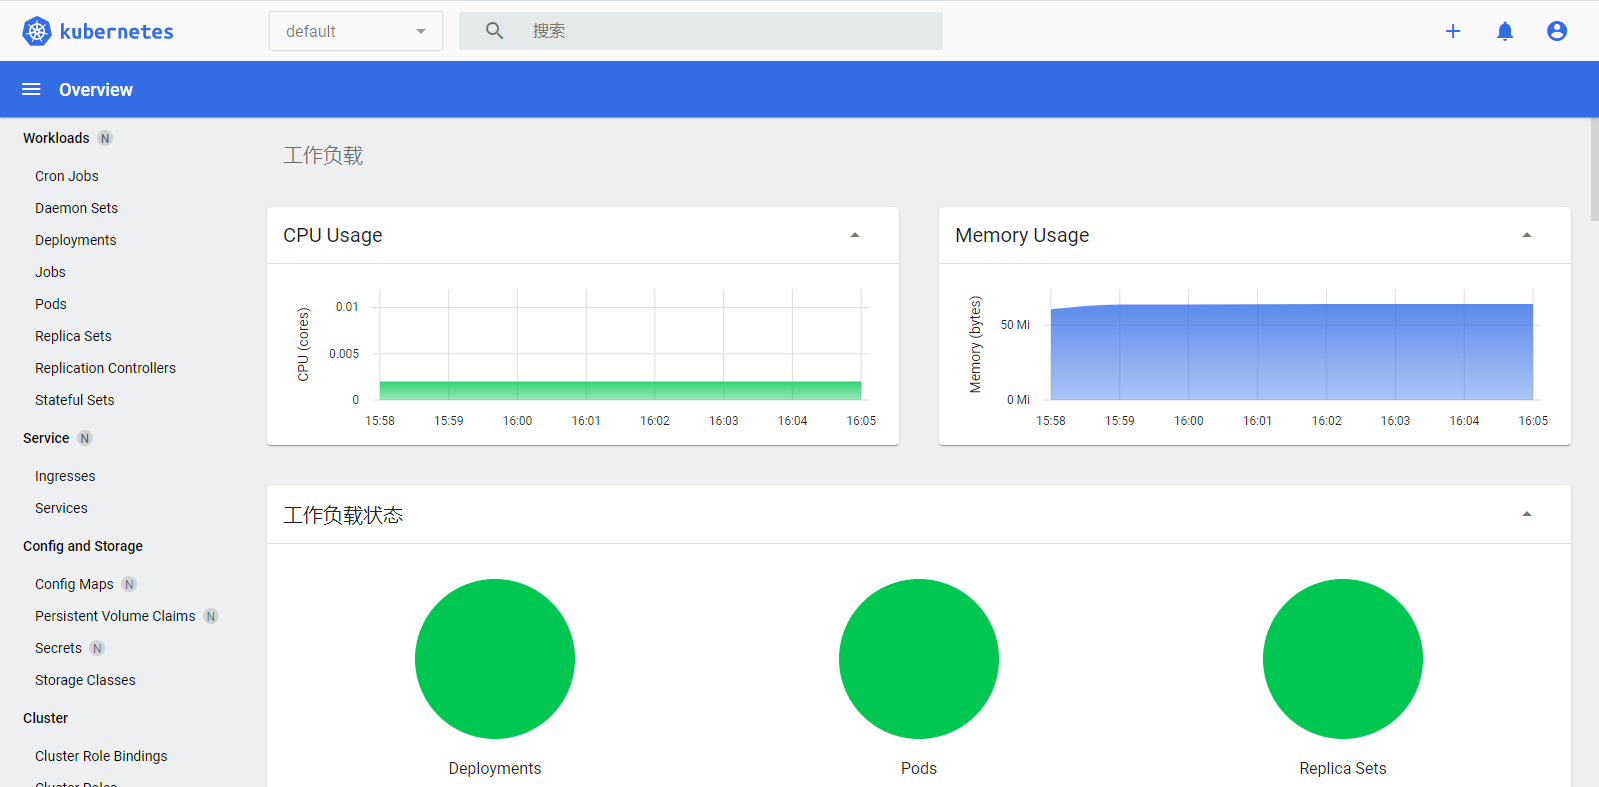 kubernetes
default
搜索
Overview
Workloads N
Cron Jobs
Daemon Sets
Deployments
Jobs
Pods
Replica Sets
Replication Controllers
Stateful Sets
Service N
Ingresses
Services
Config and Storage
Config Maps N
Persistent Volume Claims N
Secrets N
Storage Classes
Cluster
Cluster Role Bindings
Cluster Roles
工作负载
CPU Usage
CPU (cores)
0.01
0.005
0
15:58 15:59 16:00 16:01 16:02 16:03 16:04 16:05
Memory Usage
Memory (bytes)
50 Mi
0 Mi
15:58 15:59 16:00 16:01 16:02 16:03 16:04 16:05
工作负载状态
Deployments
Pods
Replica Sets